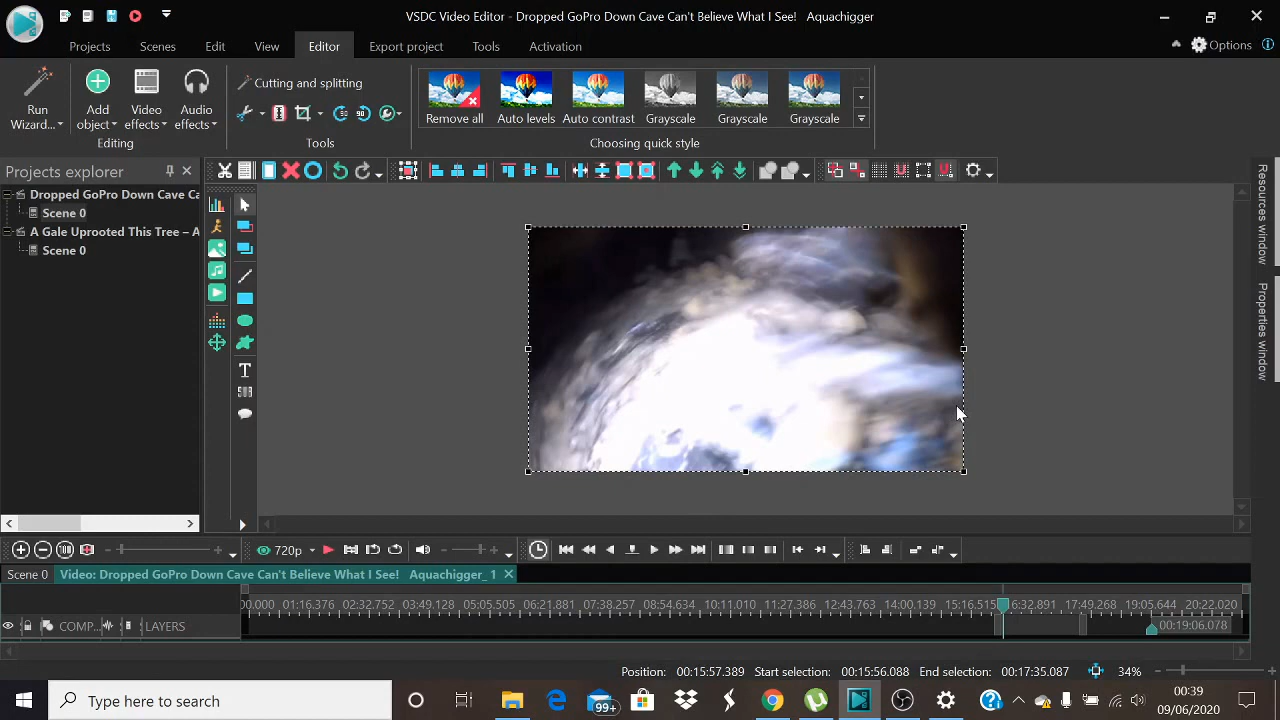 VSDC Video Editor - Dropped GoPro Down Cave Can't Believe What I See! Aquachigger
Projects Scenes Edit View Editor Export project Tools Activation Options
Run Wizard...
Add object
Video effects
Audio effects
Editing
Cutting and splitting
Tools
Remove all Auto levels Auto contrast Grayscale Grayscale Grayscale
Choosing quick style
Projects explorer
Dropped GoPro Down Cave Ca
Scene 0
A Gale Uprooted This Tree – A
Scene 0
Resources window
Properties window
T
720p
Scene 0 Video: Dropped GoPro Down Cave Can't Believe What I See! Aquachigger_ 1
00.000 01:16.376 02:32.752 03:49.128 05:05.505 06:21.881 07:38.257 08:54.634 10:11.010 11:27.386 12:43.763 14:00.139 15:16.515 6:32.891 17:49.268 19:05.644 20:22.020
COMP... LAYERS 00:19:06.078
Position: 00:15:57.389 Start selection: 00:15:56.088 End selection: 00:17:35.087 34%
Type here to search 99+ 00:39
09/06/2020